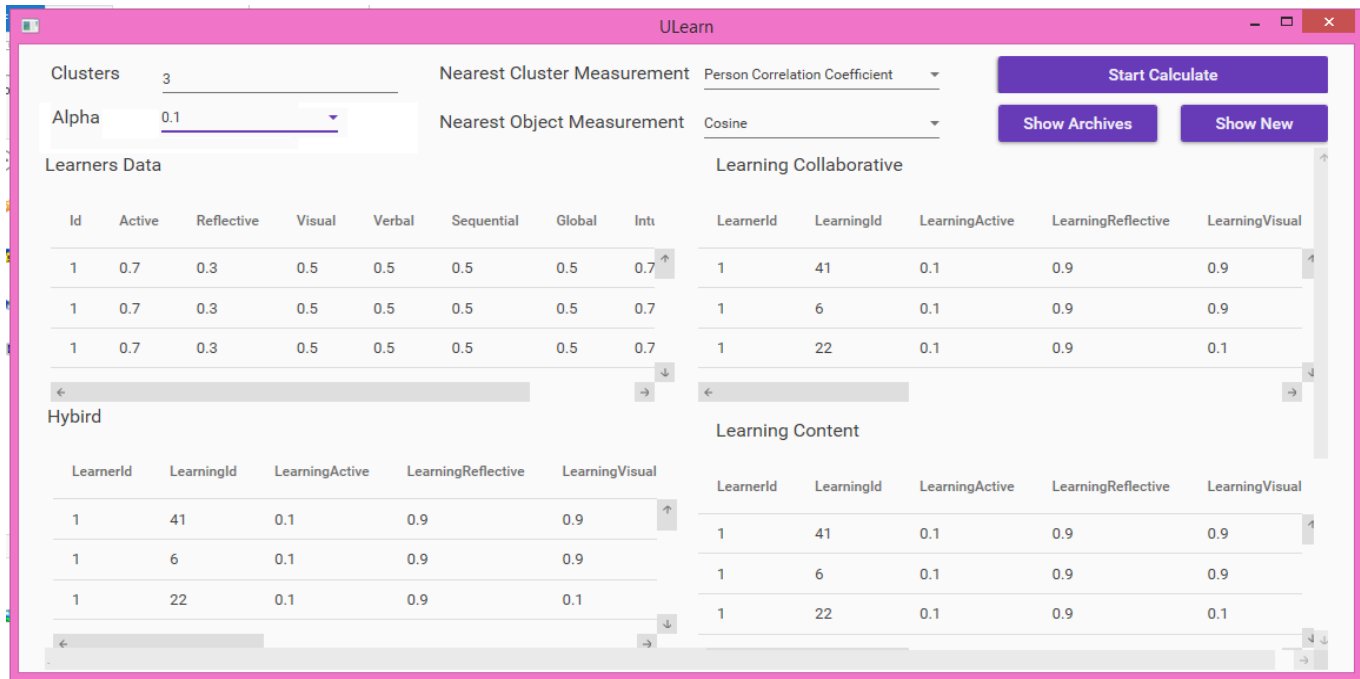 ULearn
Clusters 3 Nearest Cluster Measurement Person Correlation Coefficient Start Calculate
Alpha 0.1 Nearest Object Measurement Cosine Show Archives Show New
Learners Data
Id Active Reflective Visual Verbal Sequential Global Intu
1 0.7 0.3 0.5 0.5 0.5 0.5 0.7
1 0.7 0.3 0.5 0.5 0.5 0.5 0.7
1 0.7 0.3 0.5 0.5 0.5 0.5 0.7
Learning Collaborative
LearnerId LearningId LearningActive LearningReflective LearningVisual
1 41 0.1 0.9 0.9
1 6 0.1 0.9 0.9
1 22 0.1 0.9 0.1
Hybird
LearnerId LearningId LearningActive LearningReflective LearningVisual
1 41 0.1 0.9 0.9
1 6 0.1 0.9 0.9
1 22 0.1 0.9 0.1
Learning Content
LearnerId LearningId LearningActive LearningReflective LearningVisual
1 41 0.1 0.9 0.9
1 6 0.1 0.9 0.9
1 22 0.1 0.9 0.1